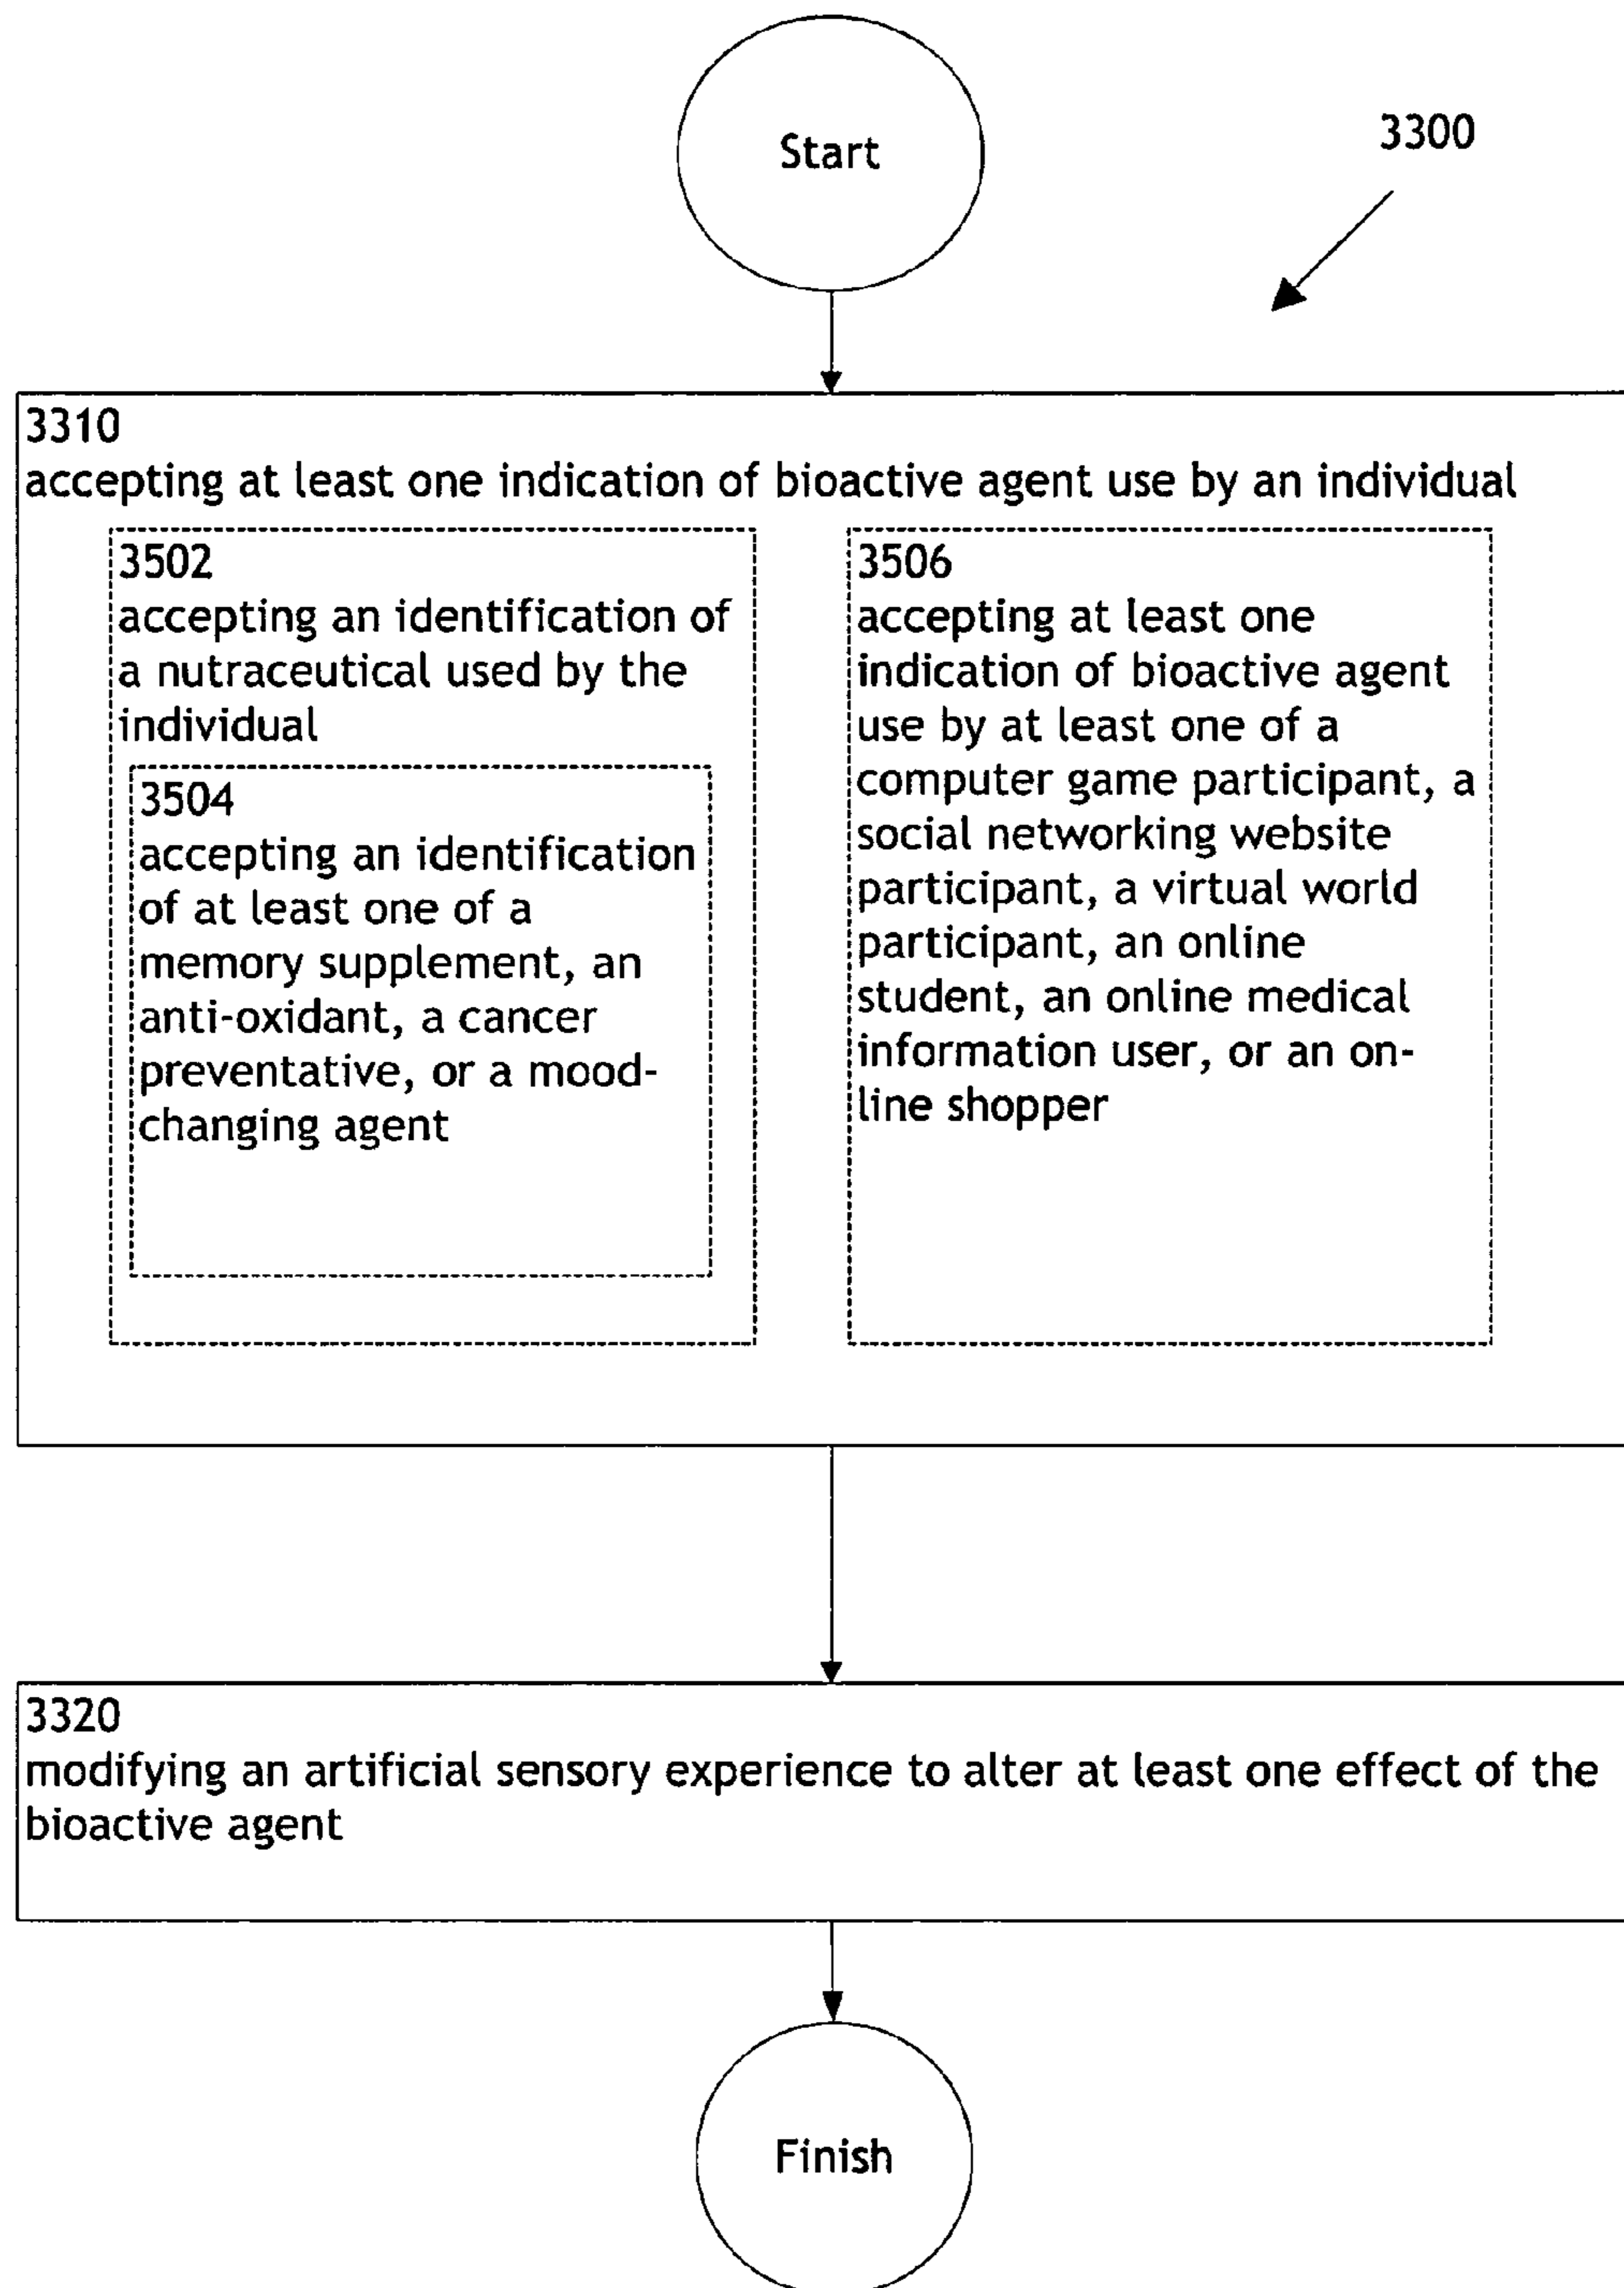 Start
3300
3310
accepting at least one indication of bioactive agent use by an individual
3502
accepting an identification of
a nutraceutical used by the
individual
3504
accepting an identification
of at least one of a
memory supplement, an
anti-oxidant, a cancer
preventative, or a mood-
changing agent
3506
accepting at least one
indication of bioactive agent
use by at least one of a
computer game participant, a
social networking website
participant, a virtual world
participant, an online
student, an online medical
information user, or an on-
line shopper
3320
modifying an artificial sensory experience to alter at least one effect of the
bioactive agent
Finish